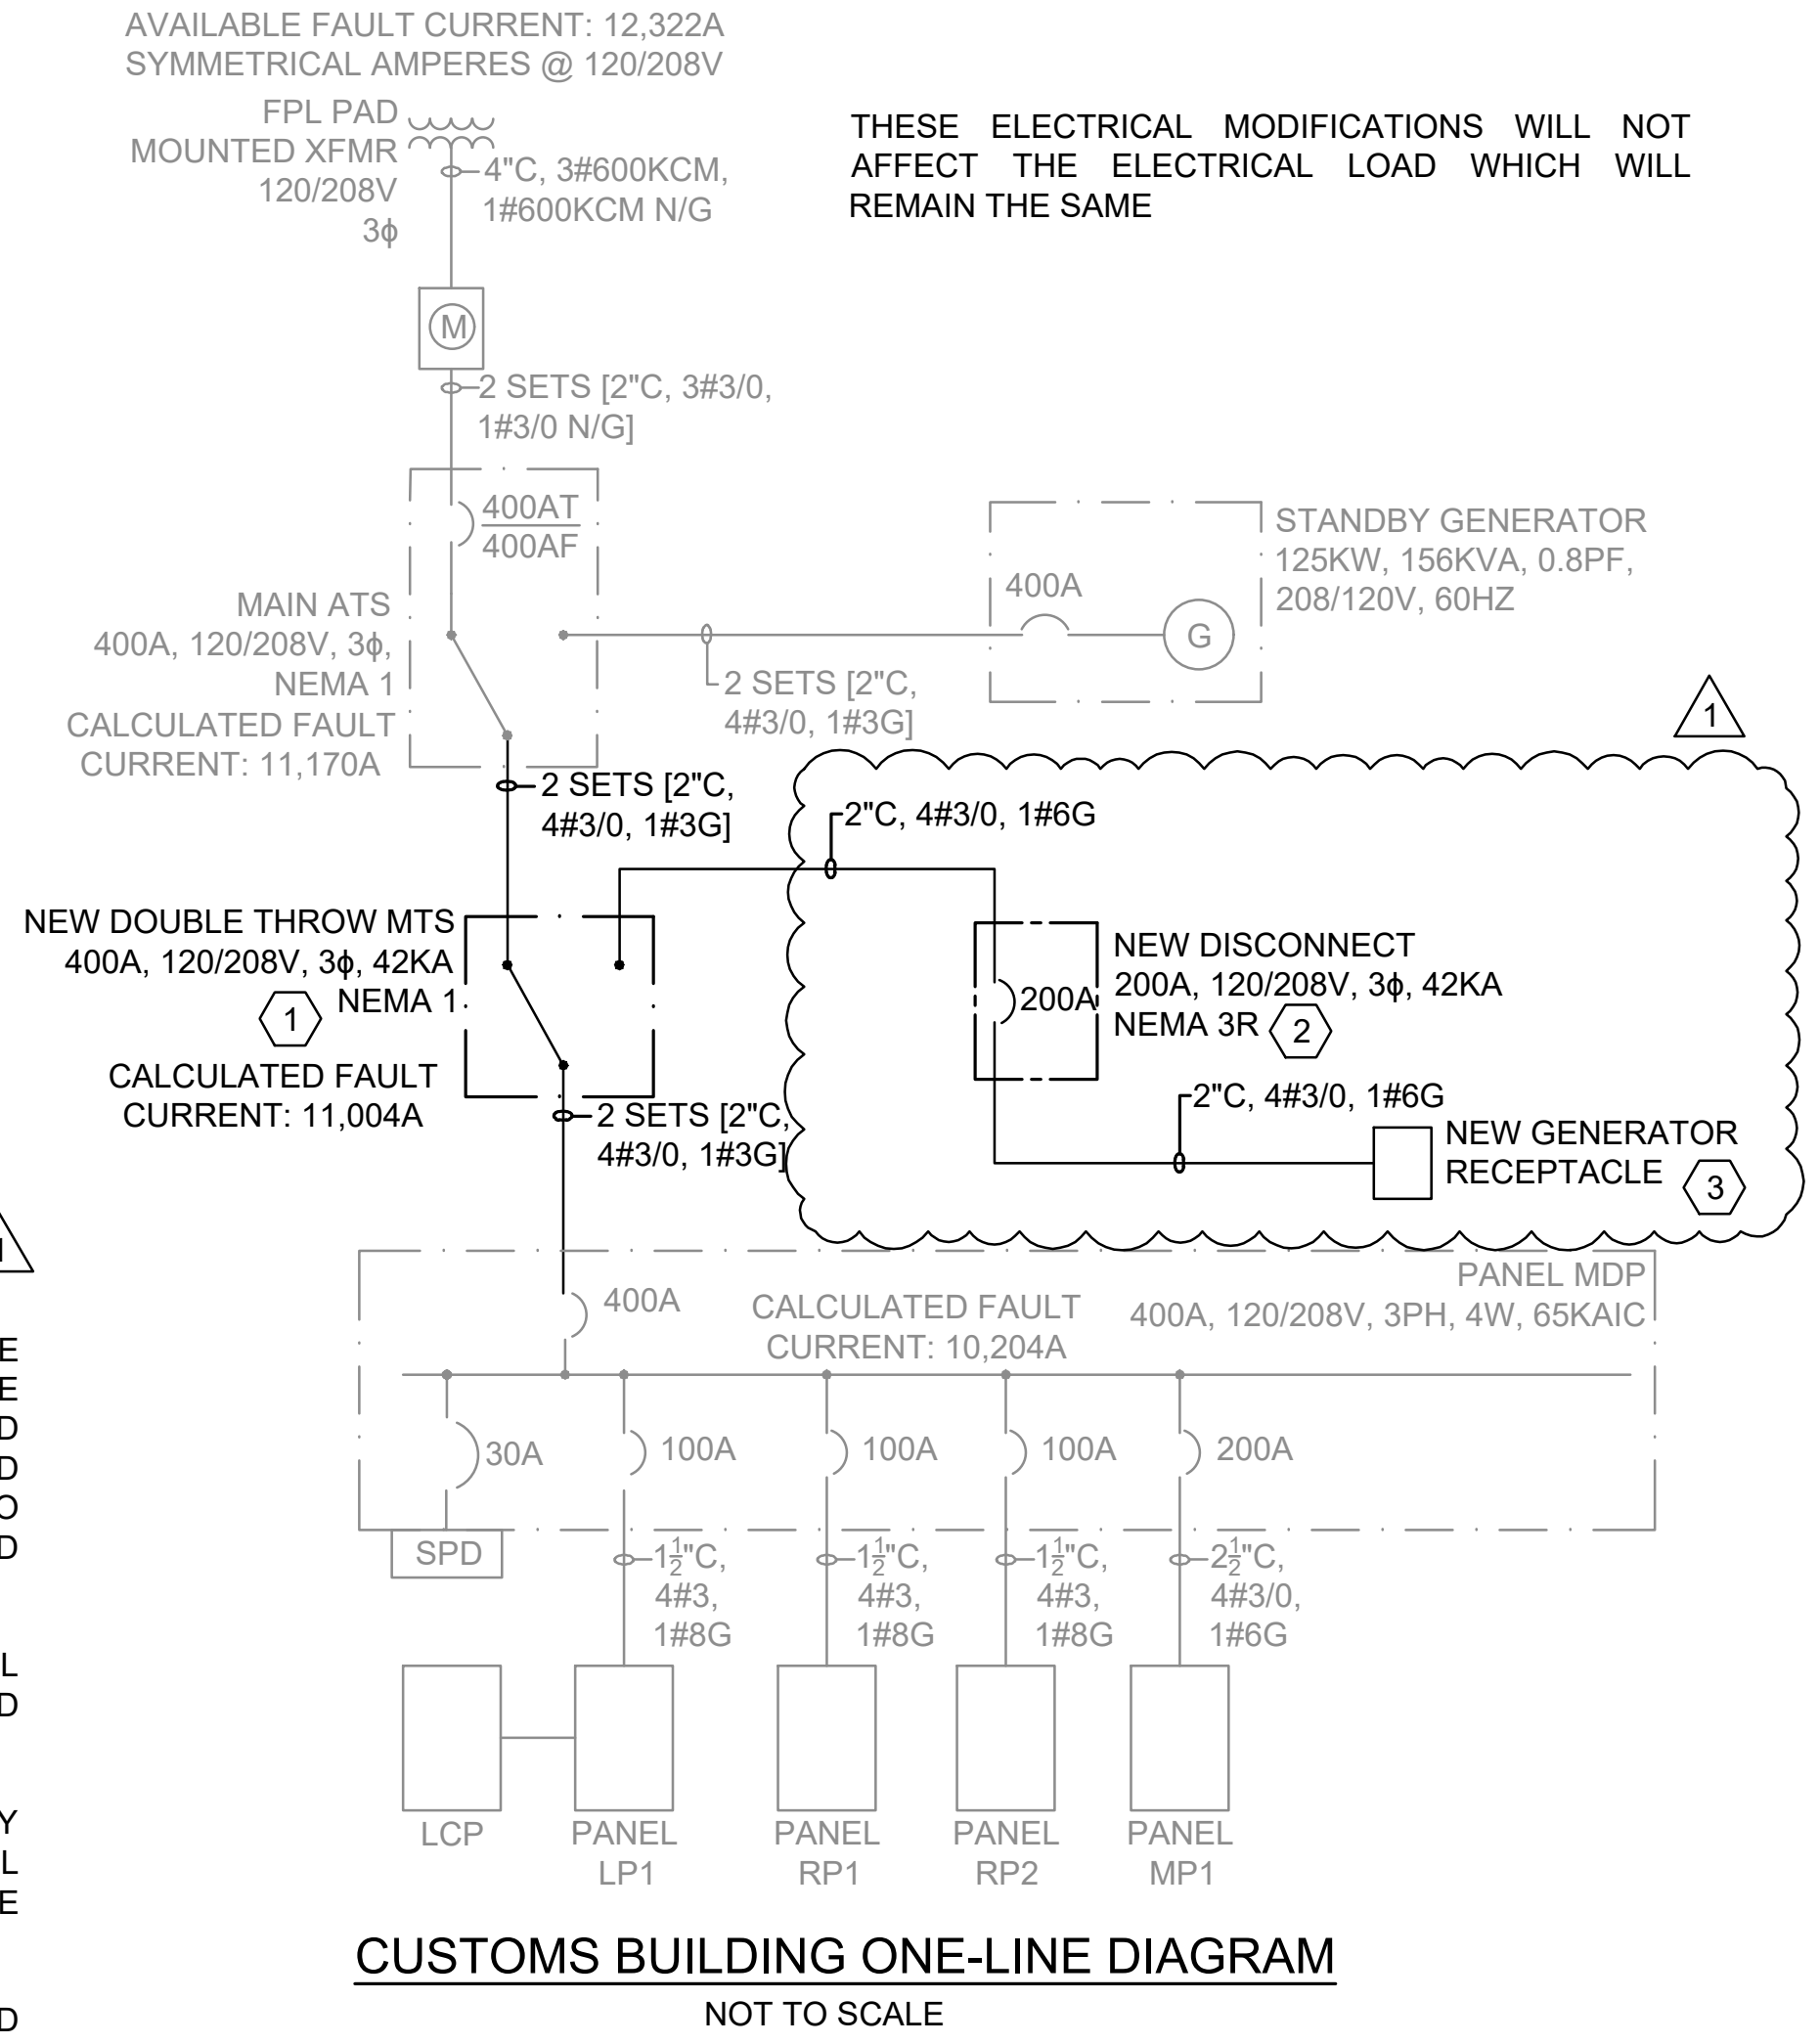 AVAILABLE FAULT CURRENT: 12,322A
SYMMETRICAL AMPERES @ 120/208V
FPL PAD
MOUNTED XFMR
120/208V
3ϕ
4"C, 3#600KCM,
1#600KCM N/G
THESE ELECTRICAL MODIFICATIONS WILL NOT
AFFECT THE ELECTRICAL LOAD WHICH WILL
REMAIN THE SAME
M
2 SETS [2"C, 3#3/0,
1#3/0 N/G]
400AT
400AF
MAIN ATS
400A, 120/208V, 3ϕ,
NEMA 1
CALCULATED FAULT
CURRENT: 11,170A
400A
G
STANDBY GENERATOR
125KW, 156KVA, 0.8PF,
208/120V, 60HZ
2 SETS [2"C,
4#3/0, 1#3G]
1
2 SETS [2"C,
4#3/0, 1#3G]
2"C, 4#3/0, 1#6G
NEW DOUBLE THROW MTS
400A, 120/208V, 3ϕ, 42KA
NEMA 1
1
CALCULATED FAULT
CURRENT: 11,004A
200A
NEW DISCONNECT
200A, 120/208V, 3ϕ, 42KA
NEMA 3R
2
2 SETS [2"C,
4#3/0, 1#3G]
2"C, 4#3/0, 1#6G
NEW GENERATOR
RECEPTACLE
3
PANEL MDP
400A, 120/208V, 3PH, 4W, 65KAIC
400A
CALCULATED FAULT
CURRENT: 10,204A
30A
100A
100A
100A
200A
SPD
1½"C,
4#3,
1#8G
1½"C,
4#3,
1#8G
1½"C,
4#3,
1#8G
2½"C,
4#3/0,
1#6G
LCP
PANEL
LP1
PANEL
RP1
PANEL
RP2
PANEL
MP1
E
E
D
D
O
D
L
D
Y
L
E
D
CUSTOMS BUILDING ONE-LINE DIAGRAM
NOT TO SCALE